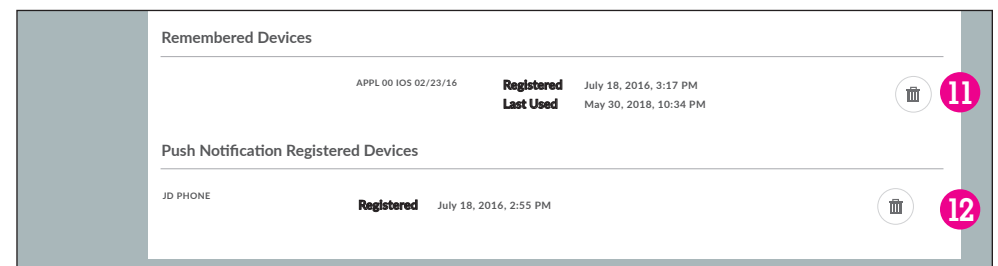 Remembered Devices
APPL 00 IOS 02/23/16 Registered July 18, 2016, 3:17 PM
Last Used May 30, 2018, 10:34 PM
11
Push Notification Registered Devices
JD PHONE
Registered July 18, 2016, 2:55 PM
12